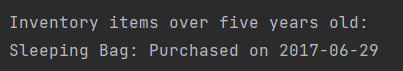 Inventory items over five years old:
Sleeping Bag: Purchased on 2017-06-29